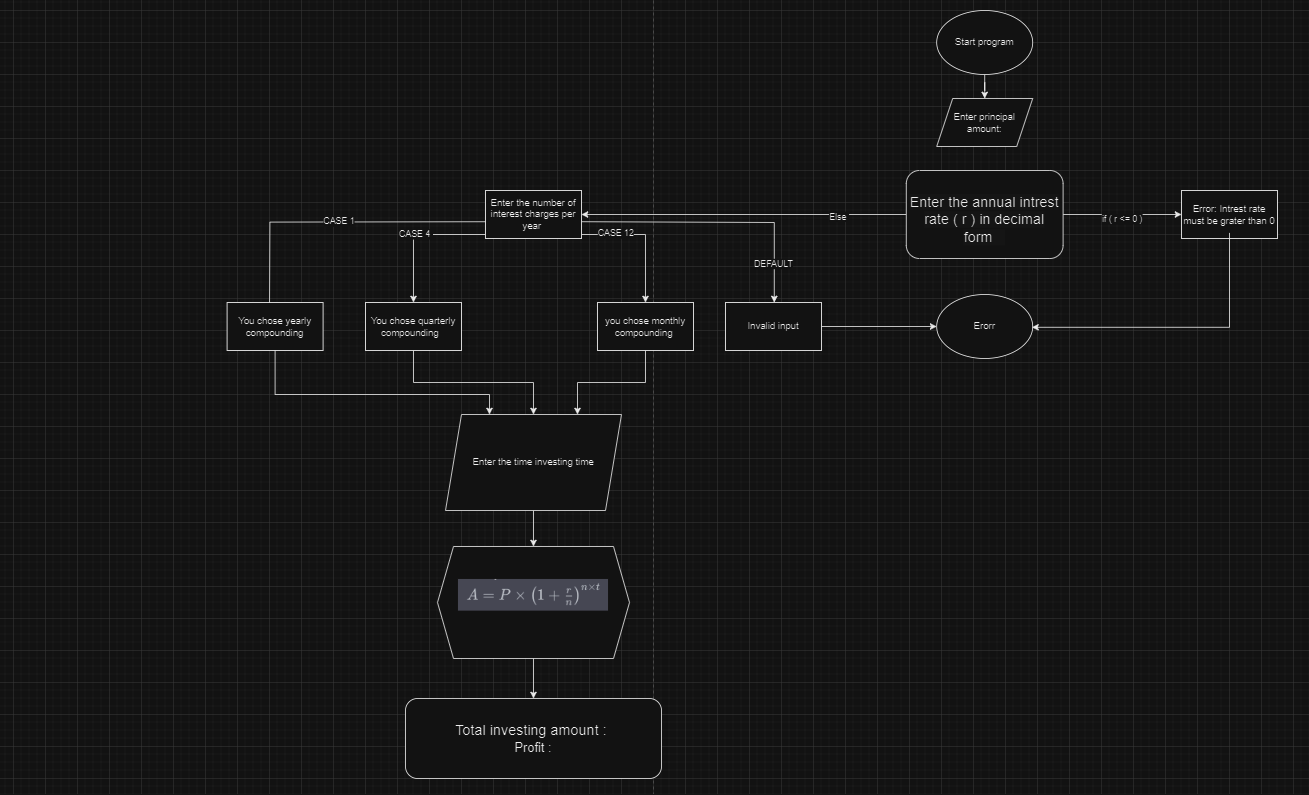 Start program
Enter principal
amount:
Enter the annual intrest
rate ( r ) in decimal
form
if ( r <= 0 )
Error: Intrest rate
must be grater than 0
Else
Enter the number of
interest charges per
year
CASE 1
CASE 4
CASE 12
DEFAULT
You chose yearly
compounding
You chose quarterly
compounding
you chose monthly
compounding
Invalid input
Erorr
Enter the time investing time
A = P × (1 + r/n)^{n×t}
Total investing amount :
Profit :